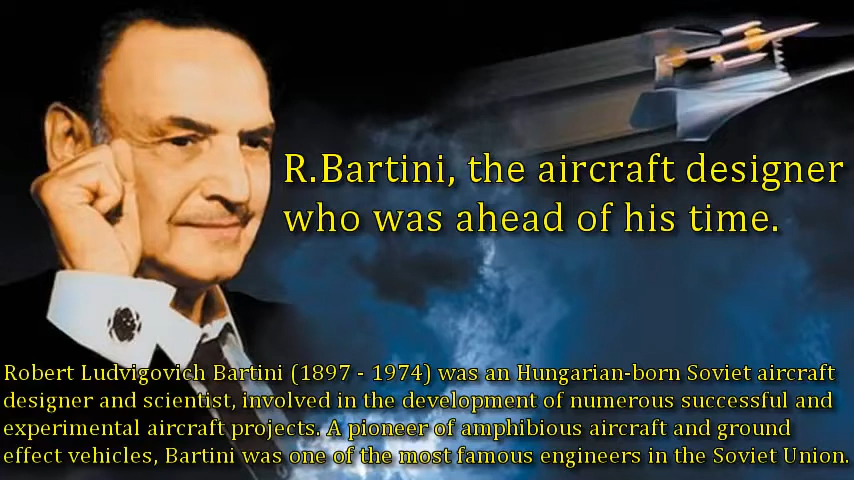 R.Bartini, the aircraft designer
who was ahead of his time.
Robert Ludvigovich Bartini (1897 - 1974) was an Hungarian-born Soviet aircraft
designer and scientist, involved in the development of numerous successful and
experimental aircraft projects. A pioneer of amphibious aircraft and ground
effect vehicles, Bartini was one of the most famous engineers in the Soviet Union.